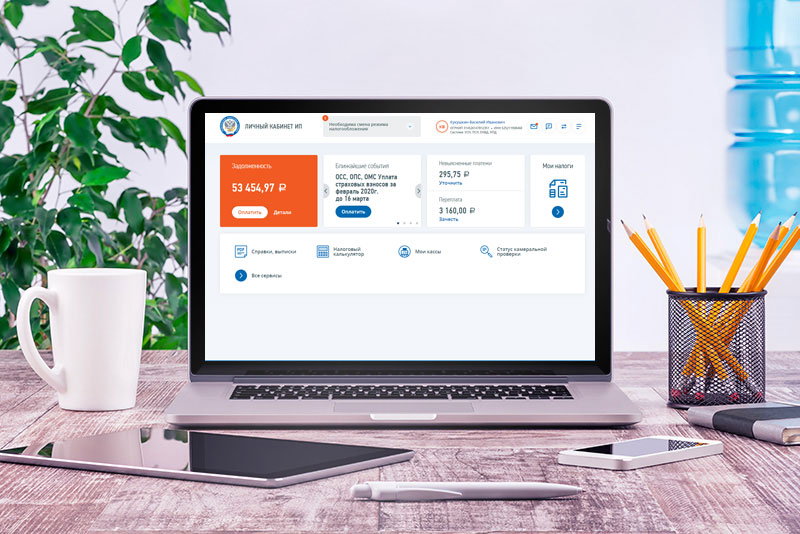 ЛИЧНЫЙ КАБИНЕТ ИП
Необходима смена режима
налогообложения
КВ
Кукушкин Василий Иванович
Задолженность
53 454,97 ₽
Оплатить
Детали
Ближайшие события
ОСС, ОПС, ОМС Уплата
страховых взносов за
февраль 2020г.
до 16 марта
Оплатить
Невыясненные платежи
295,75 ₽
Уточнить
Переплата
3 160,00 ₽
Зачесть
Мои налоги
Справки, выписки
Налоговый
калькулятор
Мои кассы
Статус камеральной
проверки
Все сервисы